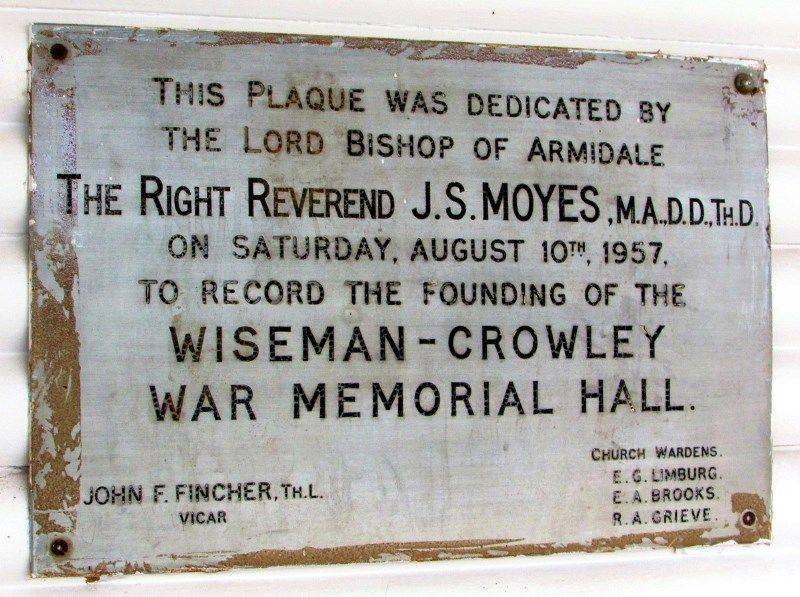 THIS PLAQUE WAS DEDICATED BY
THE LORD BISHOP OF ARMIDALE
THE RIGHT REVEREND J.S. MOYES, M.A., D.D., TH.D.
ON SATURDAY, AUGUST 10TH, 1957,
TO RECORD THE FOUNDING OF THE
WISEMAN-CROWLEY
WAR MEMORIAL HALL.
JOHN F. FINCHER, TH.L.
VICAR
CHURCH WARDENS.
E. G. LIMBURG.
E. A. BROOKS.
R. A. GRIEVE.